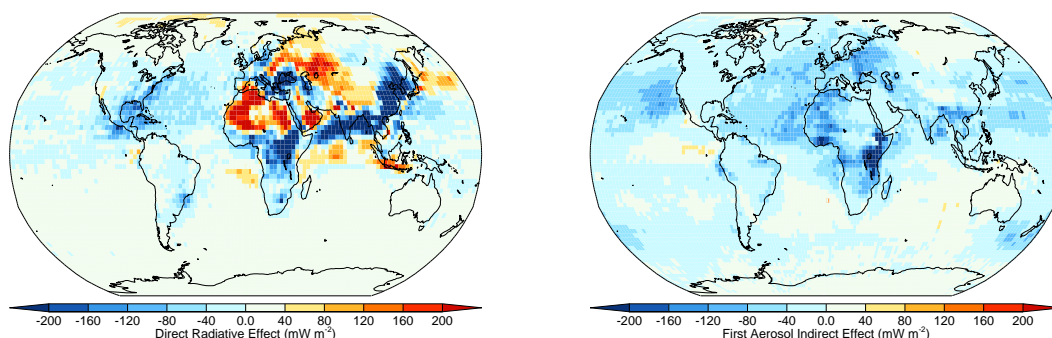 -200 -160 -120 -80 -40 0.0 40 80 120 160 200
Direct Radiative Effect (mW m-2)
-200 -160 -120 -80 -40 0.0 40 80 120 160 200
First Aerosol Indirect Effect (mW m-2)